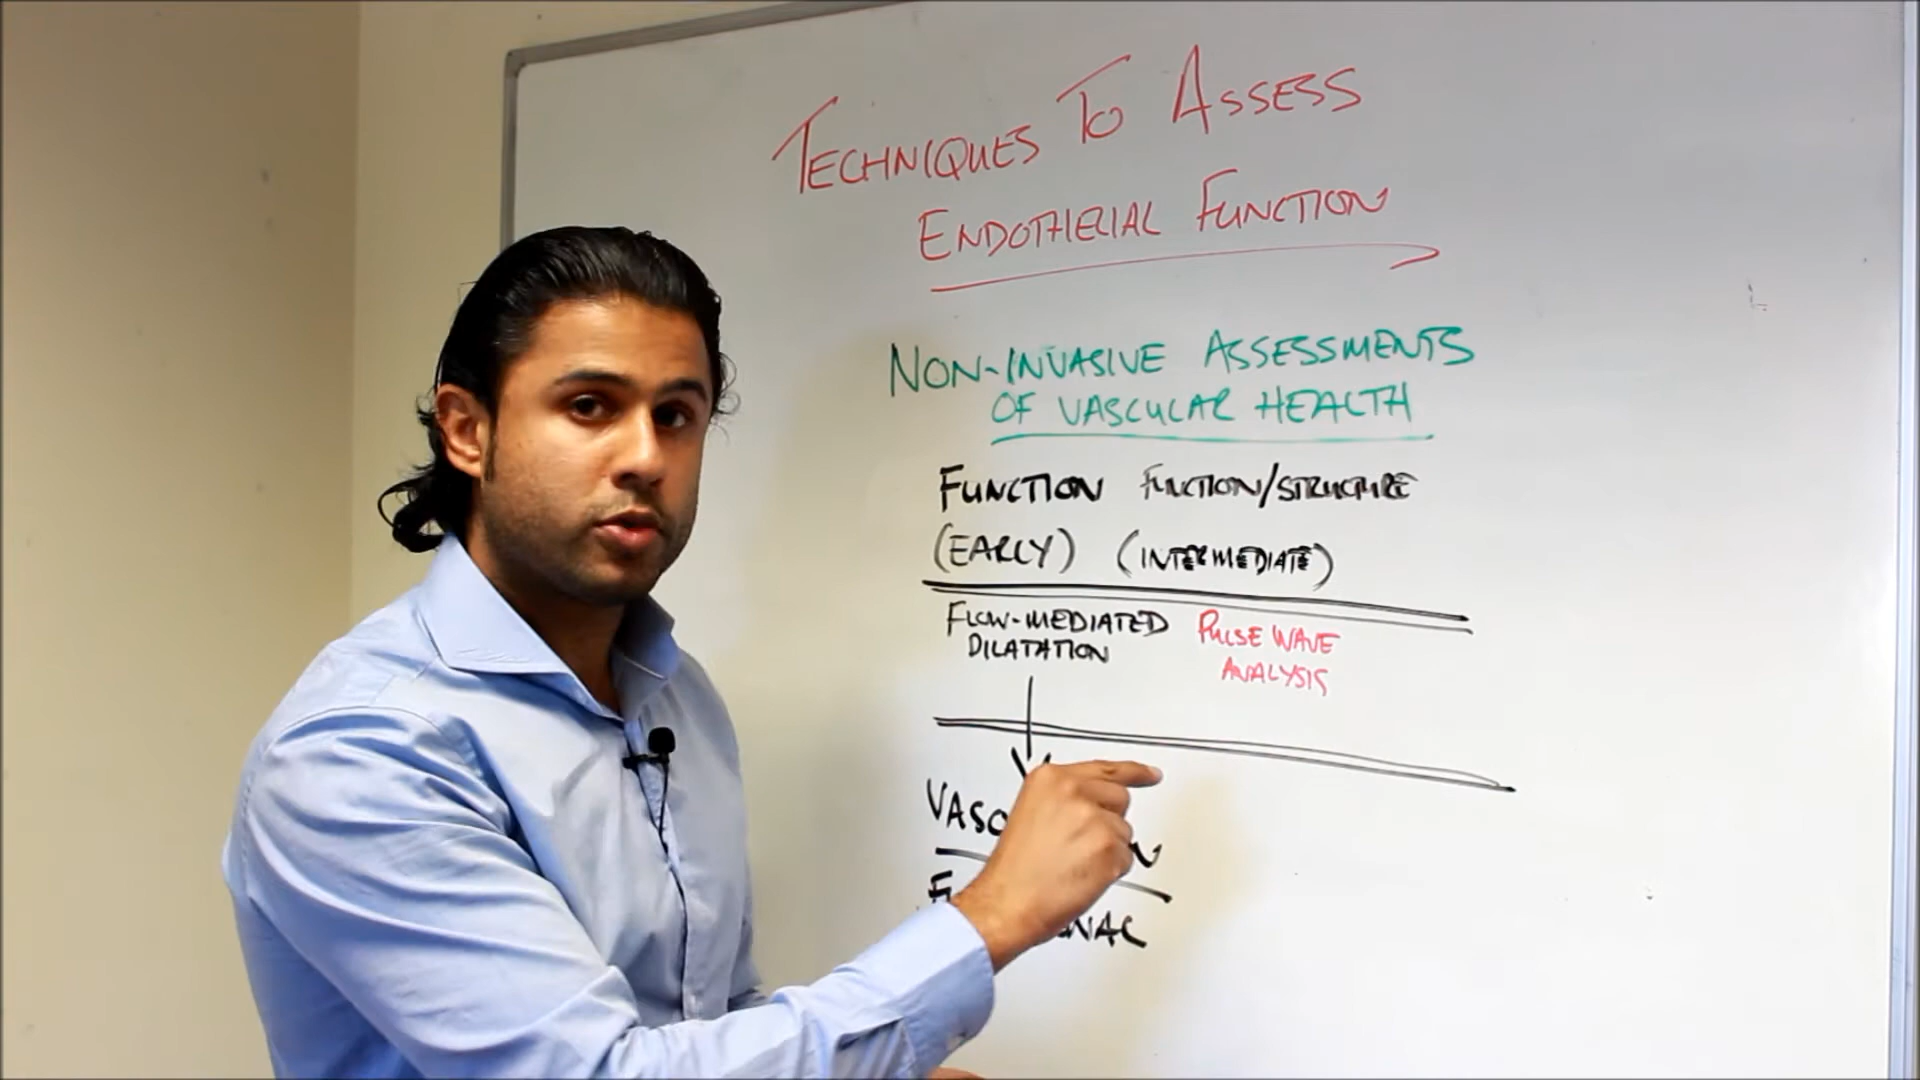 TECHNIQUES TO ASSESS
ENDOTHELIAL FUNCTION
NON-INVASIVE ASSESSMENTS
OF VASCULAR HEALTH
FUNCTION FUNCTION/STRUCTURE
(EARLY) (INTERMEDIATE)
FLOW-MEDIATED DILATATION
PULSE WAVE ANALYSIS